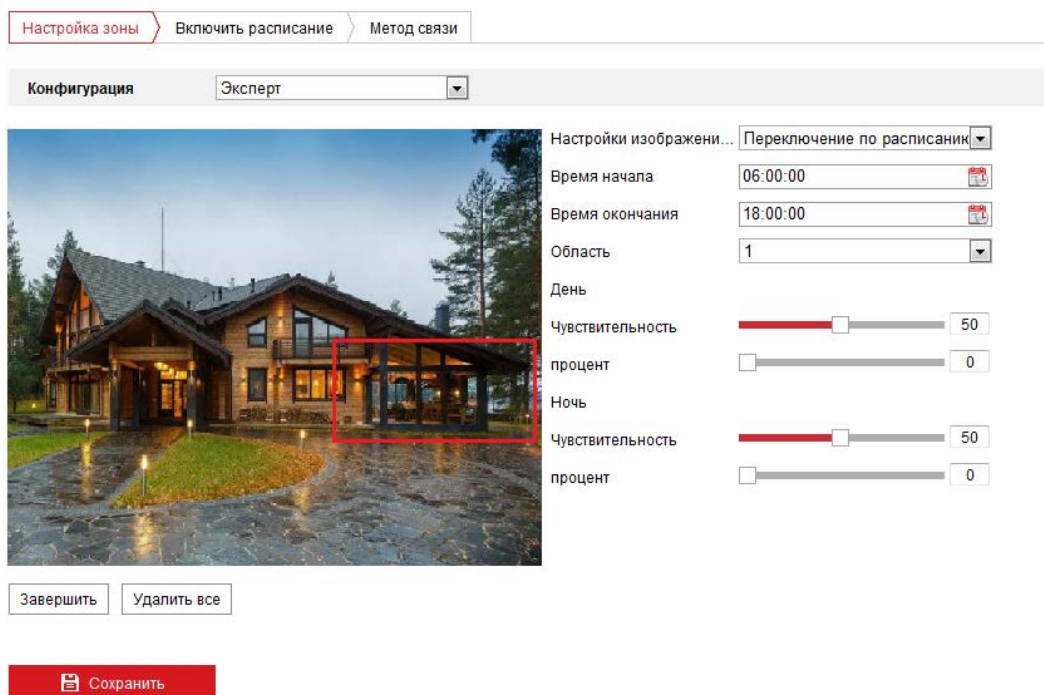 Настройка зоны Включить расписание Метод связи
Конфигурация Эксперт
Настройки изображени... Переключение по расписани
Время начала 06:00:00
Время окончания 18:00:00
Область 1
День
Чувствительность 50
процент 0
Ночь
Чувствительность 50
процент 0
Завершить Удалить все
Сохранить